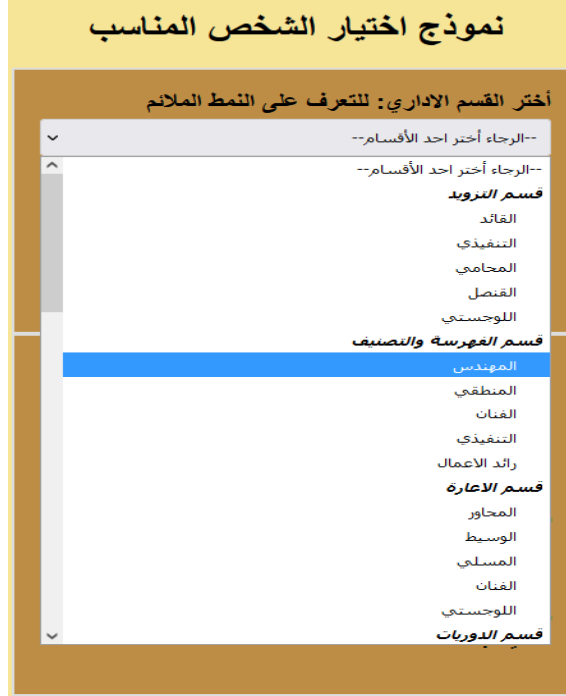 نموذج اختيار الشخص المناسب
أختر القسم الاداري: للتعرف على النمط الملائم
--الرجاء أختر احد الأقسام--
--الرجاء أختر احد الأقسام--
قسم التزويد
القائد
التنفيذي
المحامي
القنصل
اللوجستي
قسم الفهرسة والتصنيف
المهندس
المنطقي
الفنان
التنفيذي
رائد الاعمال
قسم الاعارة
المحاور
الوسيط
المسلي
الفنان
اللوجستي
قسم الدوريات